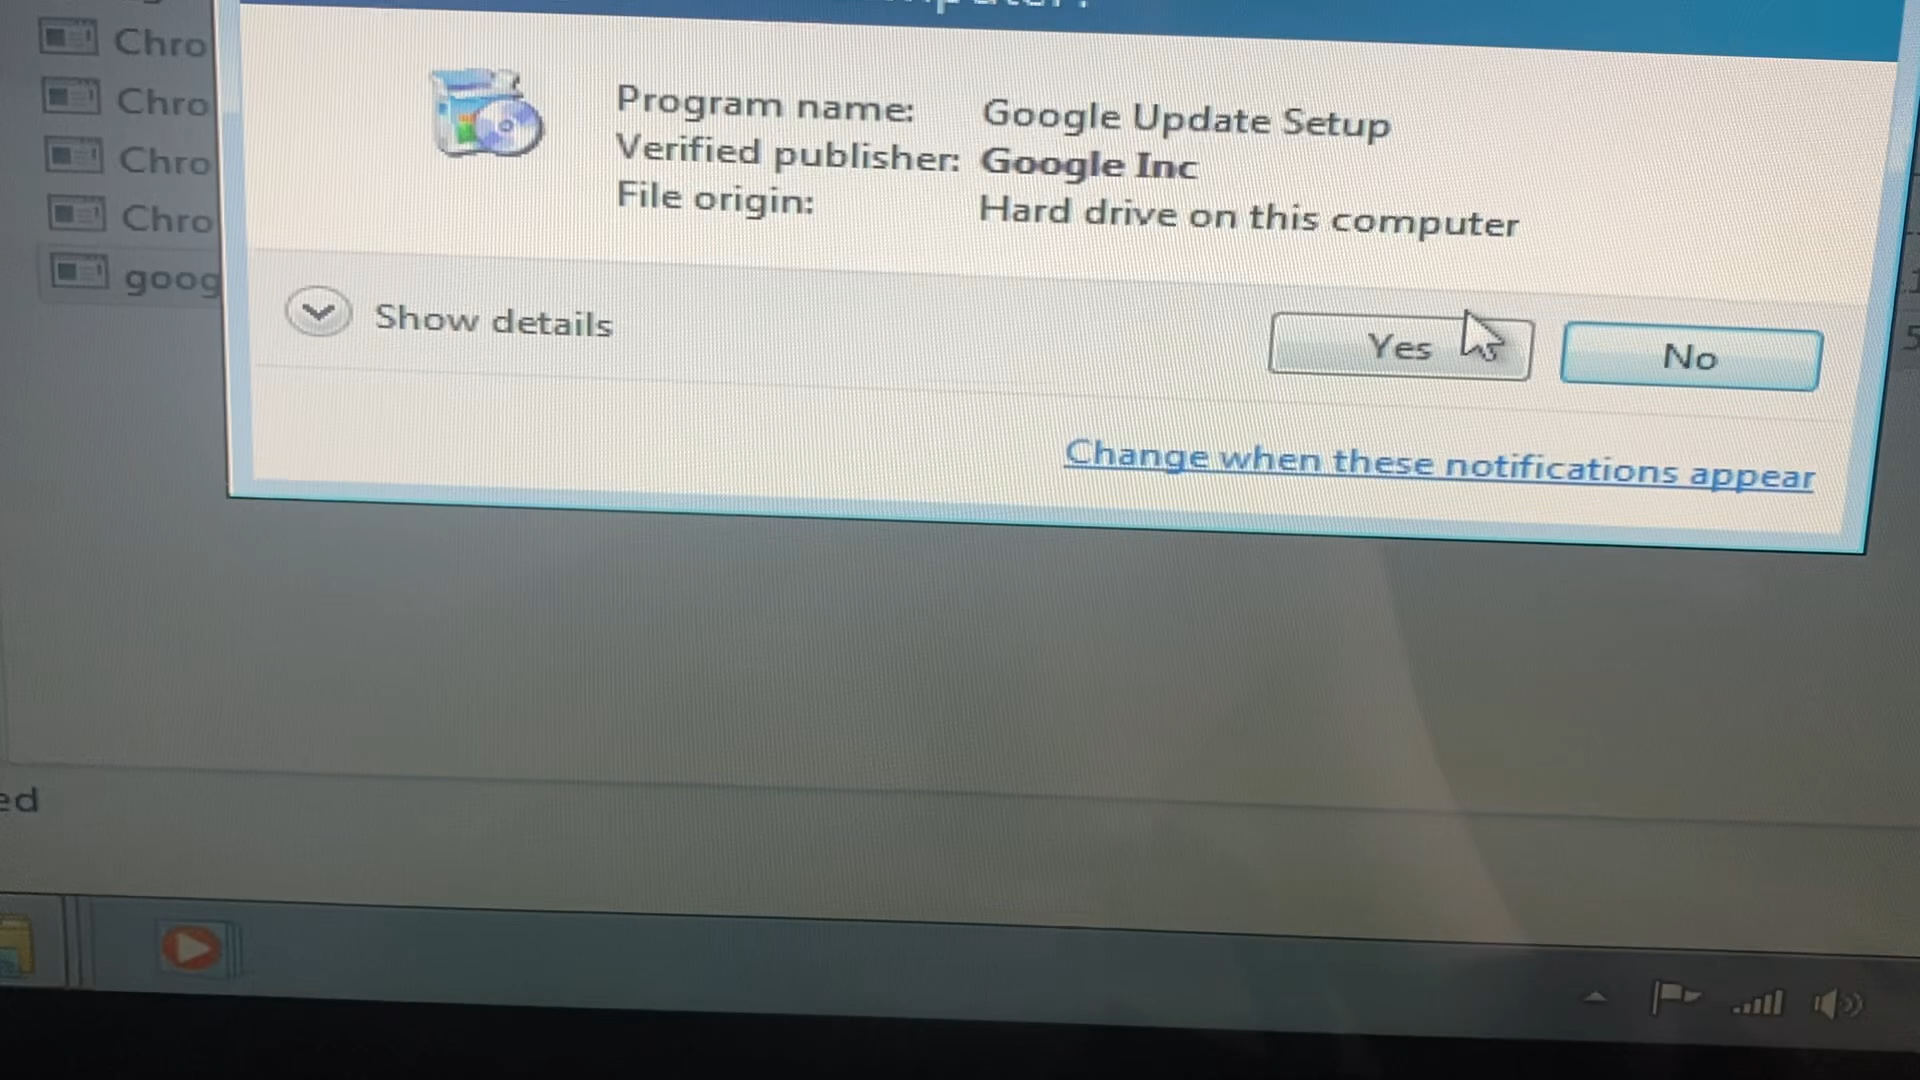 Chro
Chro
Chro
Chro
goog
Program name: Google Update Setup
Verified publisher: Google Inc
File origin: Hard drive on this computer
Show details
Yes
No
Change when these notifications appear
ed